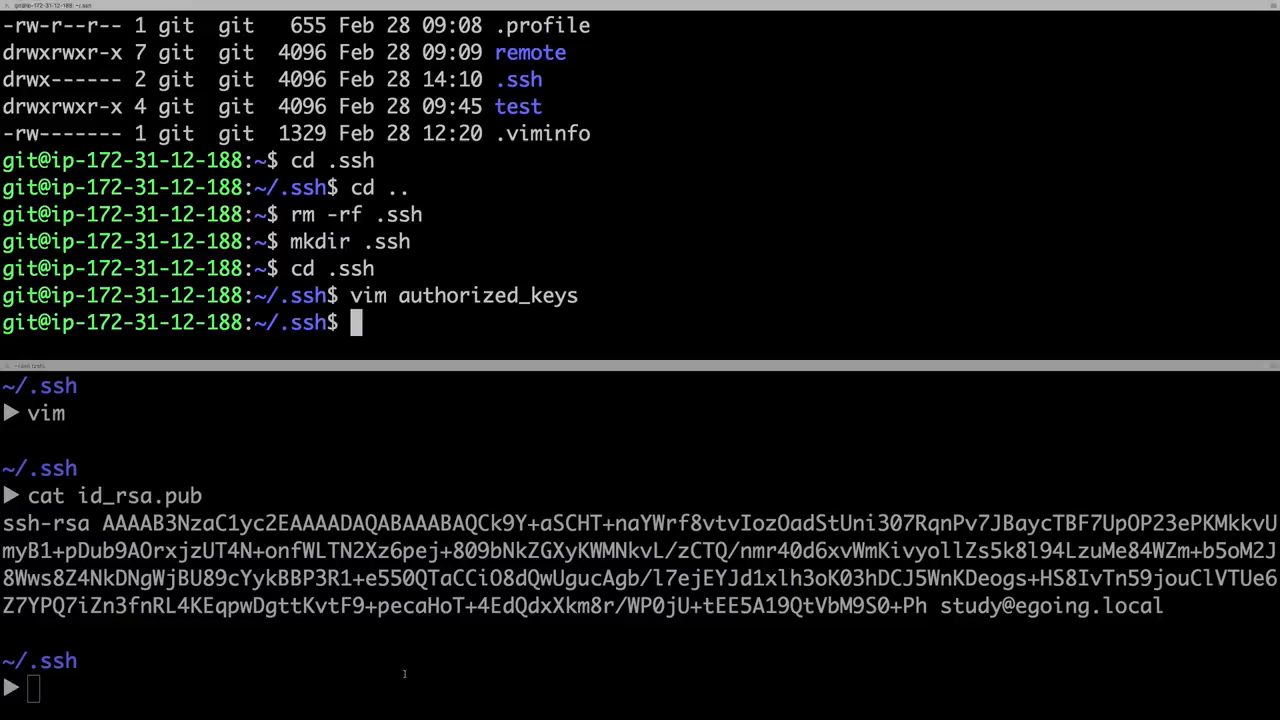 git@ip-172-31-12-188: ~/.ssh
-rw-r--r-- 1 git  git   655 Feb 28 09:08 .profile
drwxrwxr-x 7 git  git  4096 Feb 28 09:09 remote
drwx------ 2 git  git  4096 Feb 28 14:10 .ssh
drwxrwxr-x 4 git  git  4096 Feb 28 09:45 test
-rw------- 1 git  git  1329 Feb 28 12:20 .viminfo
git@ip-172-31-12-188:~$ cd .ssh
git@ip-172-31-12-188:~/.ssh$ cd ..
git@ip-172-31-12-188:~$ rm -rf .ssh
git@ip-172-31-12-188:~$ mkdir .ssh
git@ip-172-31-12-188:~$ cd .ssh
git@ip-172-31-12-188:~/.ssh$ vim authorized_keys
git@ip-172-31-12-188:~/.ssh$
~/.ssh
▶ vim
~/.ssh
▶ cat id_rsa.pub
ssh-rsa AAAAB3NzaC1yc2EAAAADAQABAAABAQCk9Y+aSCHT+naYWrf8vtvIozOadStUni307RqnPv7JBaycTBF7UpOP23ePKMkkvU
myB1+pDub9AOrxjzUT4N+onfWLTN2Xz6pej+809bNkZGXyKWMNkvL/zCTQ/nmr40d6xvWmKivyollZs5k8l94LzuMe84WZm+b5oM2J
8Wws8Z4NkDNgWjBU89cYykBBP3R1+e550QTaCCiO8dQwUgucAgb/l7ejEYJd1xlh3oK03hDCJ5WnKDeogs+HS8IvTn59jouClVTUe6
Z7YPQ7iZn3fnRL4KEqpwDgttKvtF9+pecaHoT+4EdQdxXkm8r/WP0jU+tEE5A19QtVbM9S0+Ph study@egoing.local
~/.ssh
▶